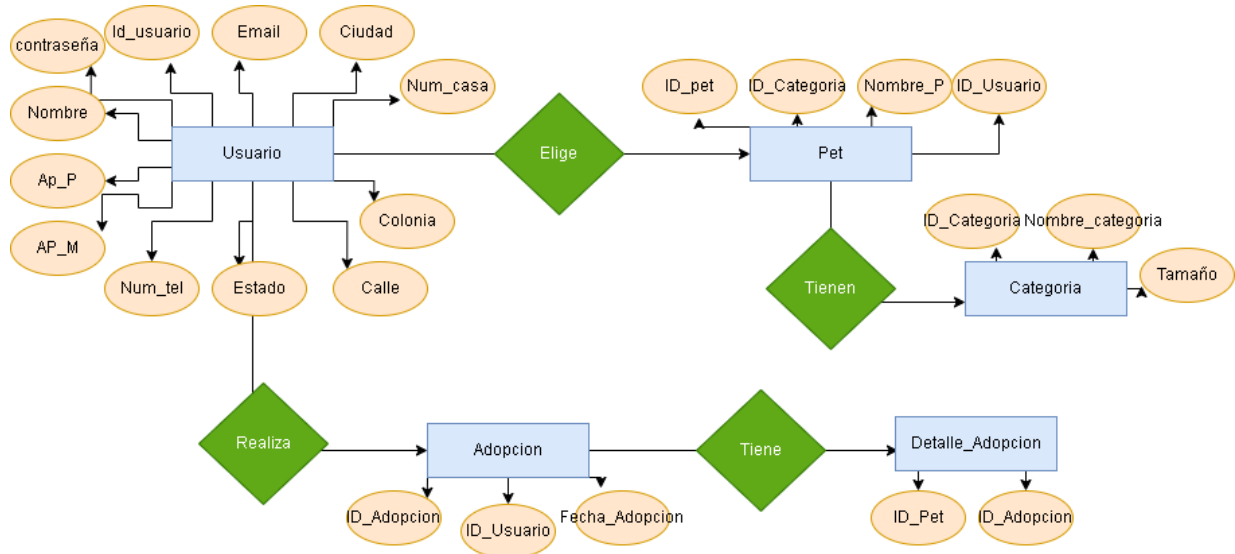 contraseña
Id_usuario
Email
Ciudad
Num_casa
Nombre
Usuario
Ap_P
AP_M
Num_tel
Estado
Calle
Colonia
Elige
ID_pet
ID_Categoria
Nombre_P
ID_Usuario
Pet
Tienen
ID_Categoria
Nombre_categoria
Tamaño
Categoria
Realiza
Adopcion
ID_Adopcion
ID_Usuario
Fecha_Adopcion
Tiene
Detalle_Adopcion
ID_Pet
ID_Adopcion